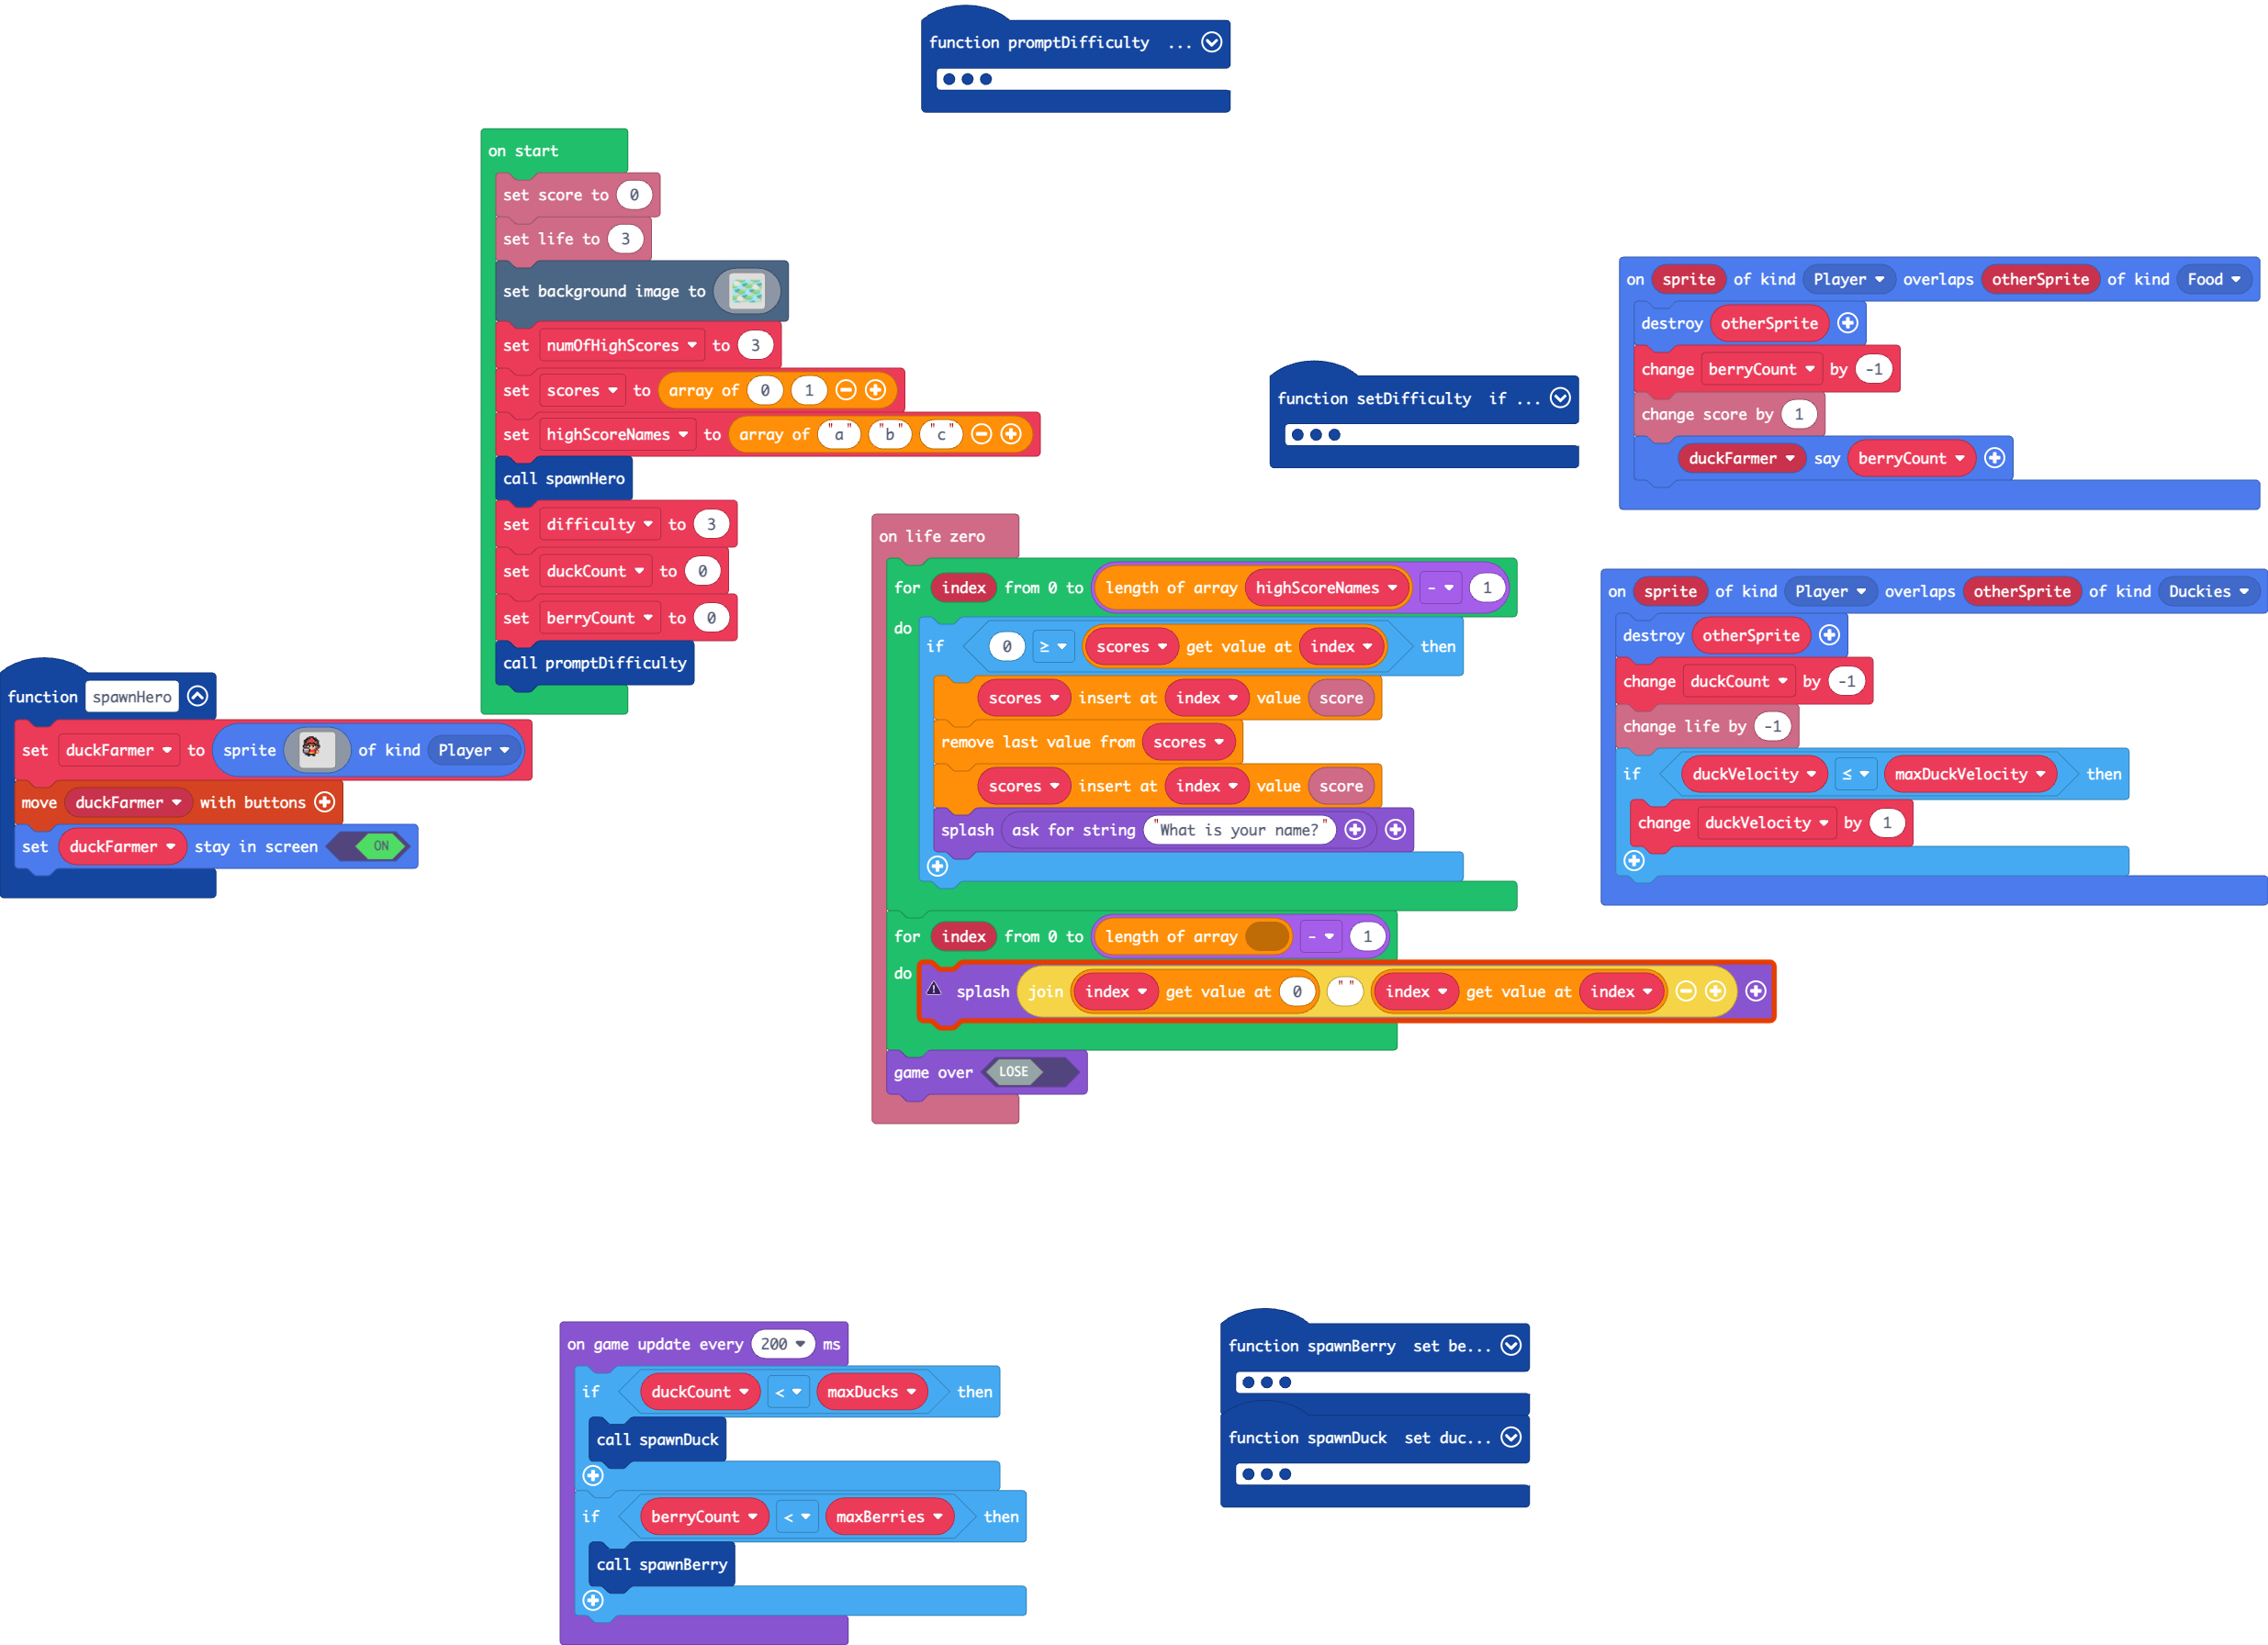 function promptDifficulty ...
on start
set score to 0
set life to 3
set background image to
set numOfHighScores to 3
set scores to array of 0 1
set highScoreNames to array of "a" "b" "c"
call spawnHero
set difficulty to 3
set duckCount to 0
set berryCount to 0
call promptDifficulty
function spawnHero
set duckFarmer to sprite of kind Player
move duckFarmer with buttons
set duckFarmer stay in screen ON
function setDifficulty if ...
on life zero
for index from 0 to length of array highScoreNames - 1
do
if 0 ≥ scores get value at index then
scores insert at index value score
remove last value from scores
scores insert at index value score
splash ask for string "What is your name?"
for index from 0 to length of array - 1
do
splash join index get value at 0 " " index get value at index
game over LOSE
on sprite of kind Player overlaps otherSprite of kind Food
destroy otherSprite
change berryCount by -1
change score by 1
duckFarmer say berryCount
on sprite of kind Player overlaps otherSprite of kind Duckies
destroy otherSprite
change duckCount by -1
change life by -1
if duckVelocity ≤ maxDuckVelocity then
change duckVelocity by 1
on game update every 200 ms
if duckCount < maxDucks then
call spawnDuck
if berryCount < maxBerries then
call spawnBerry
function spawnBerry set be...
function spawnDuck set duc...